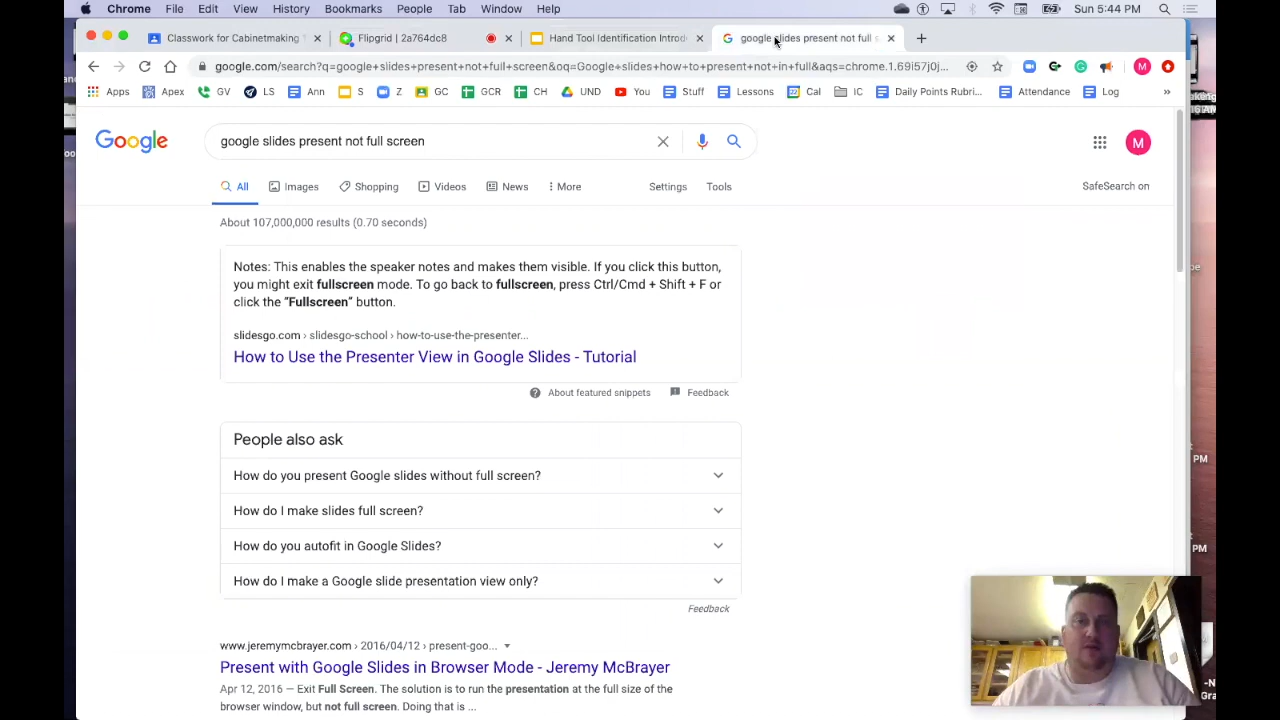 Chrome File Edit View History Bookmarks People Tab Window Help Sun 5:44 PM
Classwork for Cabinetmaking Flipgrid | 2a764dc8 Hand Tool Identification Introd google slides present not full s
google.com/search?q=google+slides+present+not+full+screen&oq=Google+slides+how+to+present+not+in+full&aqs=chrome.1.69i57j0...
Apps Apex GV LS Ann S Z GC GCR CH UND You Stuff Lessons Cal IC Daily Points Rubri... Attendance Log »
Google google slides present not full screen M
All Images Shopping Videos News More Settings Tools SafeSearch on
About 107,000,000 results (0.70 seconds)
Notes: This enables the speaker notes and makes them visible. If you click this button,
you might exit fullscreen mode. To go back to fullscreen, press Ctrl/Cmd + Shift + F or
click the “Fullscreen” button.
slidesgo.com › slidesgo-school › how-to-use-the-presenter...
How to Use the Presenter View in Google Slides - Tutorial
About featured snippets Feedback
People also ask
How do you present Google slides without full screen?
How do I make slides full screen?
How do you autofit in Google Slides?
How do I make a Google slide presentation view only?
Feedback
www.jeremymcbrayer.com › 2016/04/12 › present-goo...
Present with Google Slides in Browser Mode - Jeremy McBrayer
Apr 12, 2016 — Exit Full Screen. The solution is to run the presentation at the full size of the
browser window, but not full screen. Doing that is ...
PM
PM